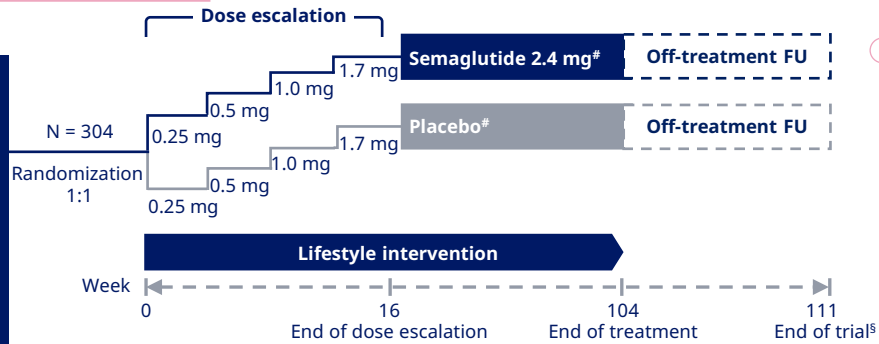 Dose escalation
Semaglutide 2.4 mg#
Off-treatment FU
1.7 mg
1.0 mg
0.5 mg
0.25 mg
N = 304
Randomization
1:1
Placebo#
Off-treatment FU
1.7 mg
1.0 mg
0.5 mg
0.25 mg
Lifestyle intervention
Week
0
16
104
111
End of dose escalation
End of treatment
End of trial§